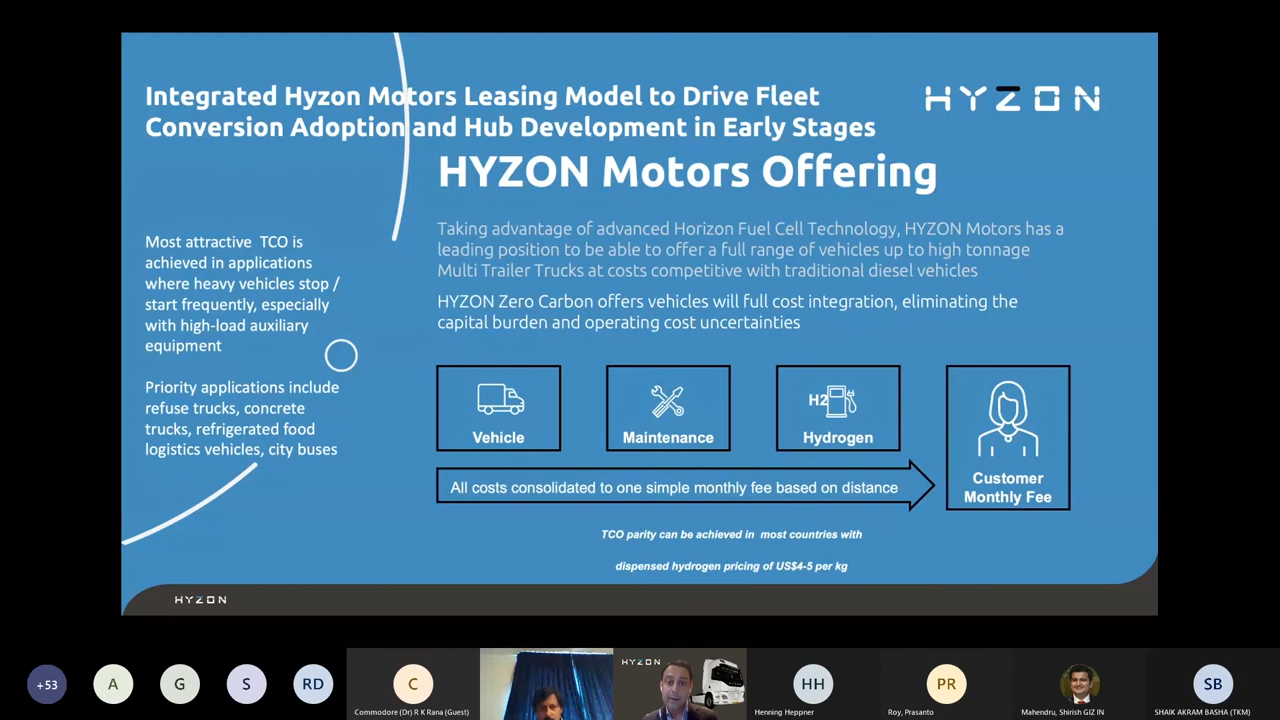 Integrated Hyzon Motors Leasing Model to Drive Fleet
Conversion Adoption and Hub Development in Early Stages
HYZON
HYZON Motors Offering
Most attractive TCO is
achieved in applications
where heavy vehicles stop /
start frequently, especially
with high-load auxiliary
equipment
Priority applications include
refuse trucks, concrete
trucks, refrigerated food
logistics vehicles, city buses
Taking advantage of advanced Horizon Fuel Cell Technology, HYZON Motors has a
leading position to be able to offer a full range of vehicles up to high tonnage
Multi Trailer Trucks at costs competitive with traditional diesel vehicles
HYZON Zero Carbon offers vehicles will full cost integration, eliminating the
capital burden and operating cost uncertainties
Vehicle
Maintenance
H2
Hydrogen
Customer
Monthly Fee
All costs consolidated to one simple monthly fee based on distance
TCO parity can be achieved in most countries with
dispensed hydrogen pricing of US$4-5 per kg
HYZON
+53
A
G
S
RD
C
Commodore (Dr) R K Rana (Guest)
HYZON
HH
Henning Heppner
PR
Roy, Prasanto
Mahendru, Shirish GIZ IN
SB
SHAIK AKRAM BASHA (TKM)